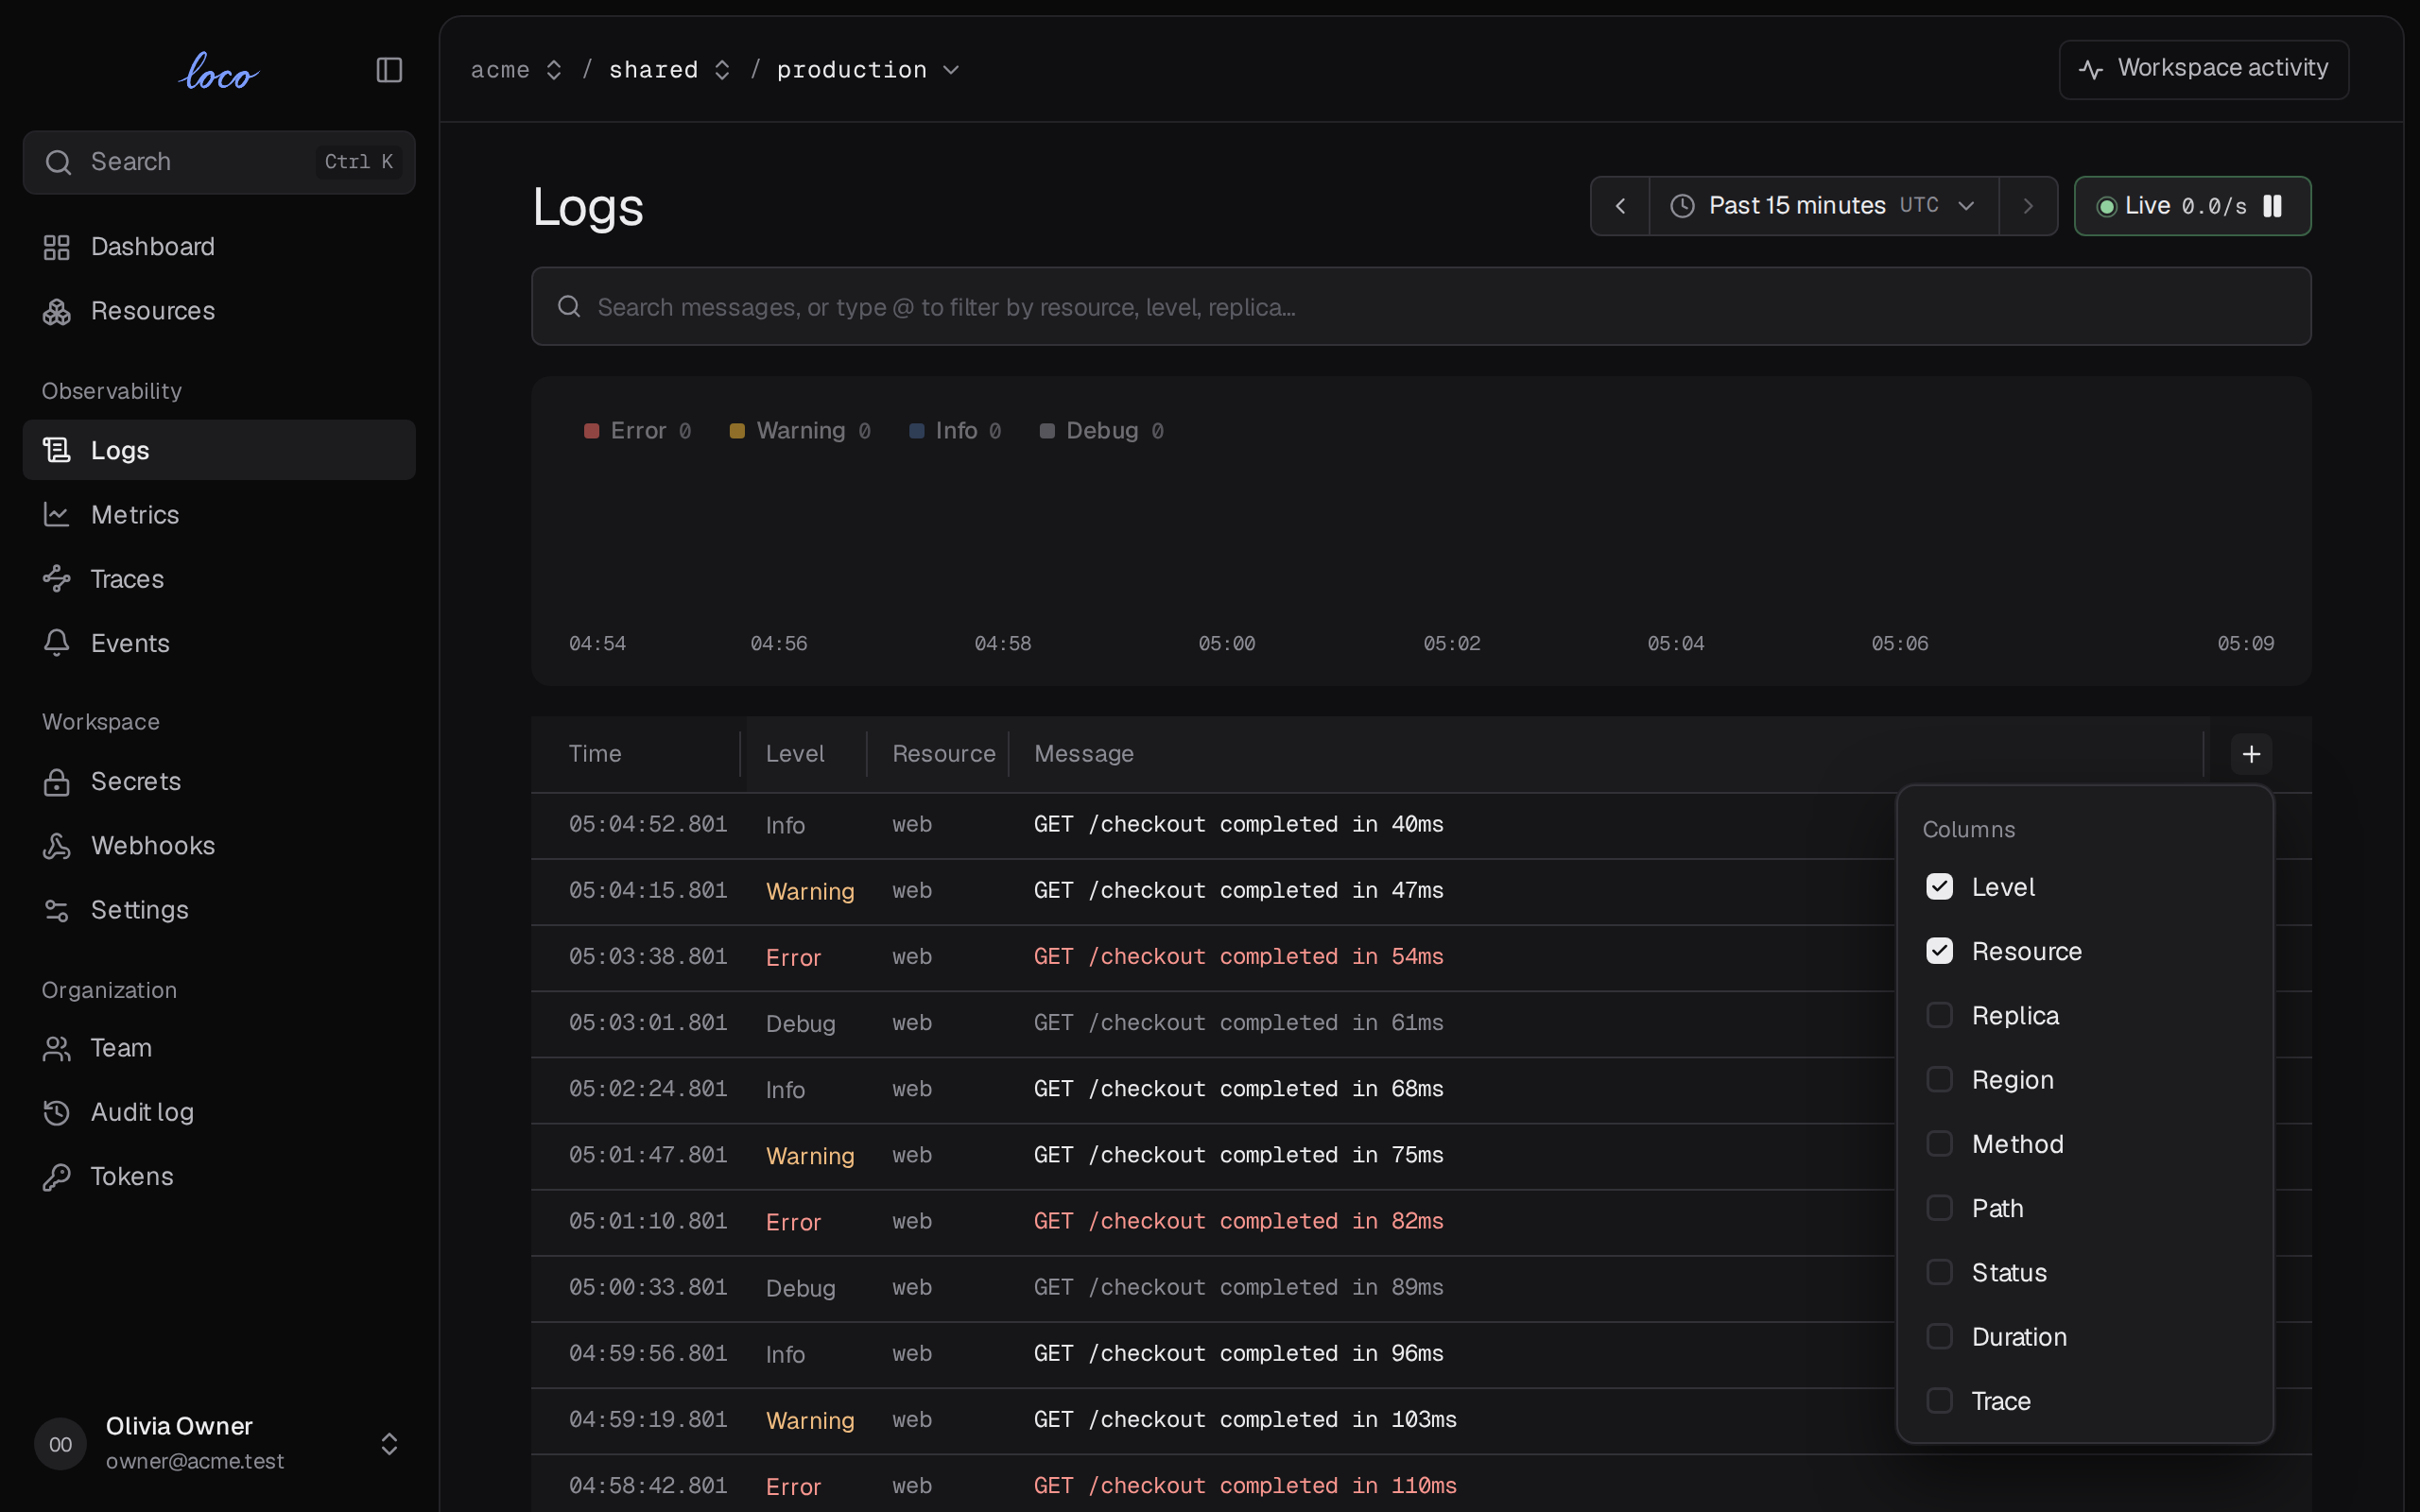 loco
Search Ctrl K
Dashboard
Resources
Observability
Logs
Metrics
Traces
Events
Workspace
Secrets
Webhooks
Settings
Organization
Team
Audit log
Tokens
OO
Olivia Owner
owner@acme.test
acme / shared / production
Workspace activity
Logs
Past 15 minutes UTC
Live 0.0/s
Search messages, or type @ to filter by resource, level, replica...
Error 0 Warning 0 Info 0 Debug 0
04:54 04:56 04:58 05:00 05:02 05:04 05:06 05:09
Time Level Resource Message
05:04:52.801 Info web GET /checkout completed in 40ms
05:04:15.801 Warning web GET /checkout completed in 47ms
05:03:38.801 Error web GET /checkout completed in 54ms
05:03:01.801 Debug web GET /checkout completed in 61ms
05:02:24.801 Info web GET /checkout completed in 68ms
05:01:47.801 Warning web GET /checkout completed in 75ms
05:01:10.801 Error web GET /checkout completed in 82ms
05:00:33.801 Debug web GET /checkout completed in 89ms
04:59:56.801 Info web GET /checkout completed in 96ms
04:59:19.801 Warning web GET /checkout completed in 103ms
04:58:42.801 Error web GET /checkout completed in 110ms
Columns
Level
Resource
Replica
Region
Method
Path
Status
Duration
Trace